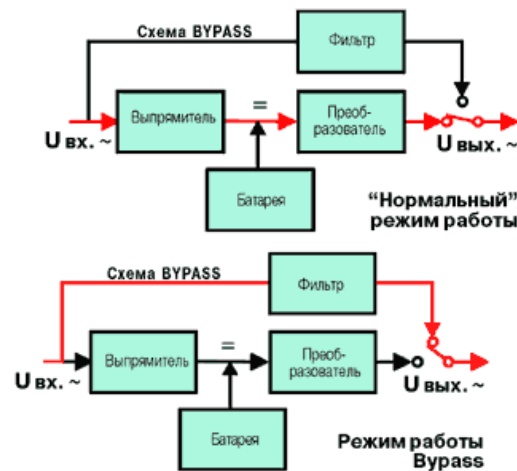 Схема BYPASS
Фильтр
Выпрямитель
=
Преоб-
разователь
U вх. ~
U вых. ~
Батарея
“Нормальный”
режим работы
Схема BYPASS
Фильтр
Выпрямитель
=
Преоб-
разователь
U вх. ~
U вых. ~
Батарея
Режим работы
Bypass